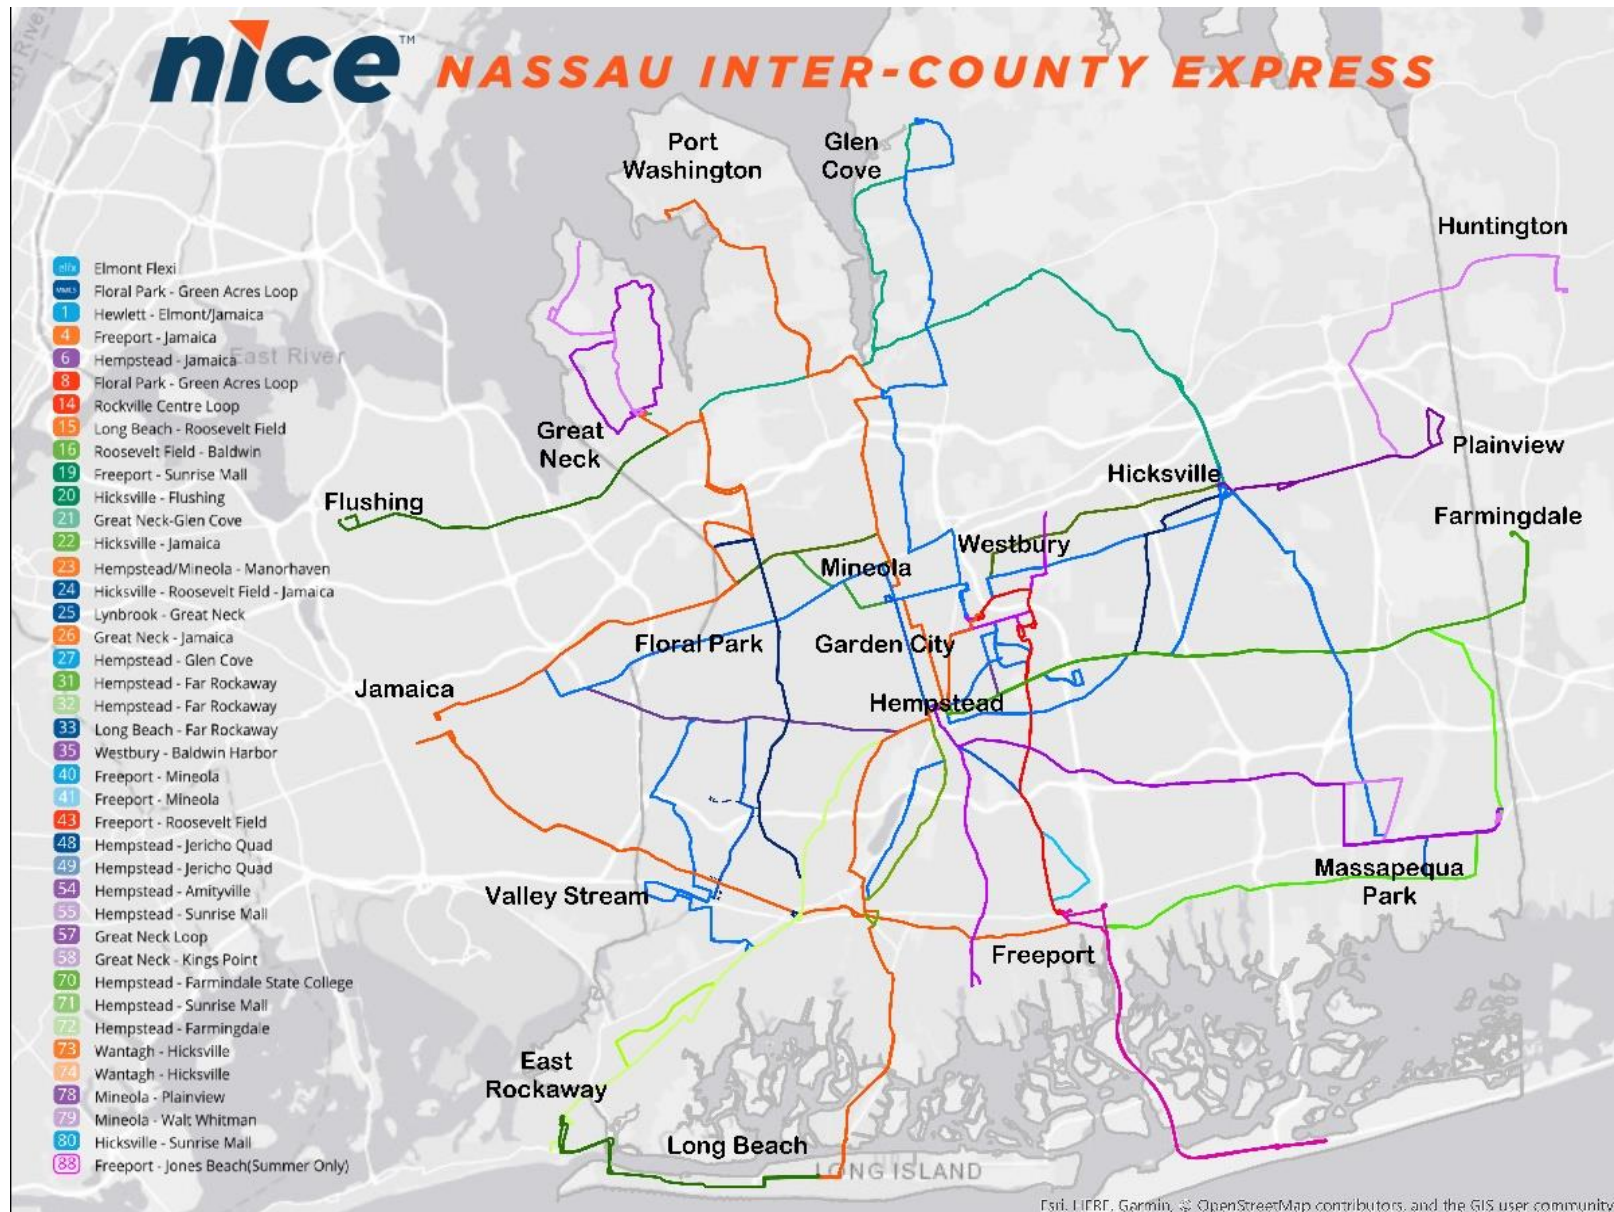 nice™ NASSAU INTER-COUNTY EXPRESS
Port
Washington
Glen
Cove
Huntington
Great
Neck
Plainview
Hicksville
Flushing
Farmingdale
Westbury
Mineola
Floral Park
Garden City
Jamaica
Hempstead
Valley Stream
Massapequa
Park
Freeport
East
Rockaway
Long Beach
LONG ISLAND
East River
Elmont Flexi
Floral Park - Green Acres Loop
1 Hewlett - Elmont/Jamaica
4 Freeport - Jamaica
6 Hempstead - Jamaica
8 Floral Park - Green Acres Loop
14 Rockville Centre Loop
15 Long Beach - Roosevelt Field
16 Roosevelt Field - Baldwin
19 Freeport - Sunrise Mall
20 Hicksville - Flushing
21 Great Neck-Glen Cove
22 Hicksville - Jamaica
23 Hempstead/Mineola - Manorhaven
24 Hicksville - Roosevelt Field - Jamaica
25 Lynbrook - Great Neck
26 Great Neck - Jamaica
27 Hempstead - Glen Cove
31 Hempstead - Far Rockaway
32 Hempstead - Far Rockaway
33 Long Beach - Far Rockaway
35 Westbury - Baldwin Harbor
40 Freeport - Mineola
41 Freeport - Mineola
43 Freeport - Roosevelt Field
48 Hempstead - Jericho Quad
49 Hempstead - Jericho Quad
54 Hempstead - Amityville
55 Hempstead - Sunrise Mall
57 Great Neck Loop
58 Great Neck - Kings Point
70 Hempstead - Farmindale State College
71 Hempstead - Sunrise Mall
72 Hempstead - Farmingdale
73 Wantagh - Hicksville
74 Wantagh - Hicksville
78 Mineola - Plainview
79 Mineola - Walt Whitman
80 Hicksville - Sunrise Mall
88 Freeport - Jones Beach(Summer Only)
Esri, HERE, Garmin, © OpenStreetMap contributors, and the GIS user community